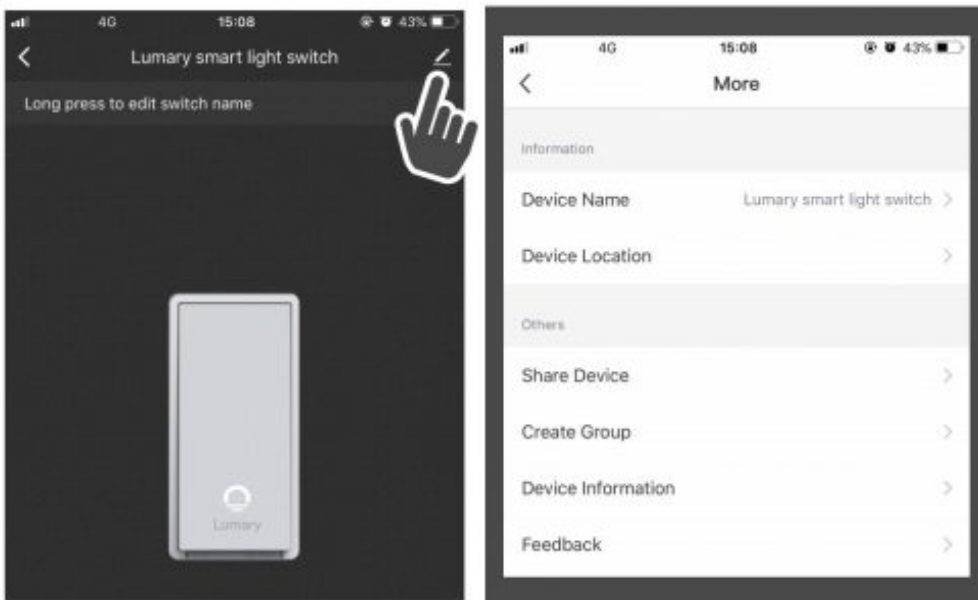 4G 15:08 43%
Lumary smart light switch
Long press to edit switch name
Lumary
4G 15:08 43%
More
Information
Device Name Lumary smart light switch
Device Location
Others
Share Device
Create Group
Device Information
Feedback